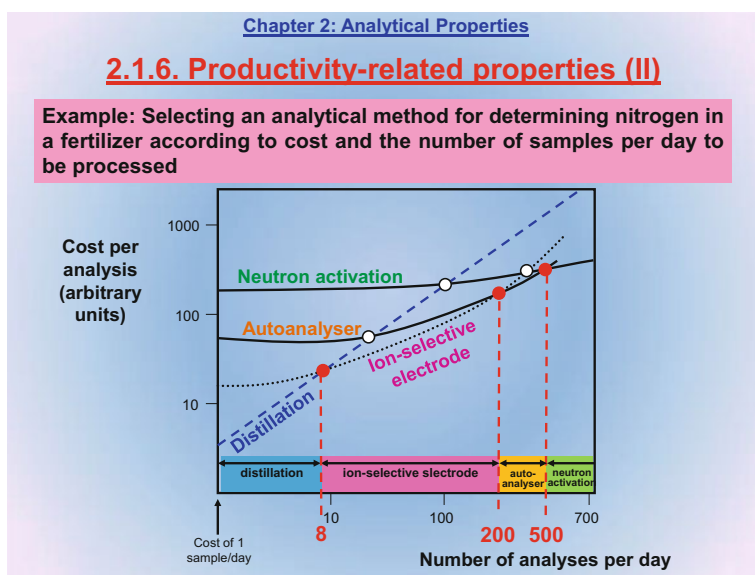 Chapter 2: Analytical Properties
2.1.6. Productivity-related properties (II)
Example: Selecting an analytical method for determining nitrogen in
a fertilizer according to cost and the number of samples per day to
be processed
Cost per
analysis
(arbitrary
units)
1000
100
10
Neutron activation
Autoanalyser
Ion-selective
electrode
Distillation
distillation
ion-selective slectrode
auto-
analyser
neutron
activation
10
100
700
Cost of 1
sample/day
8
200
500
Number of analyses per day